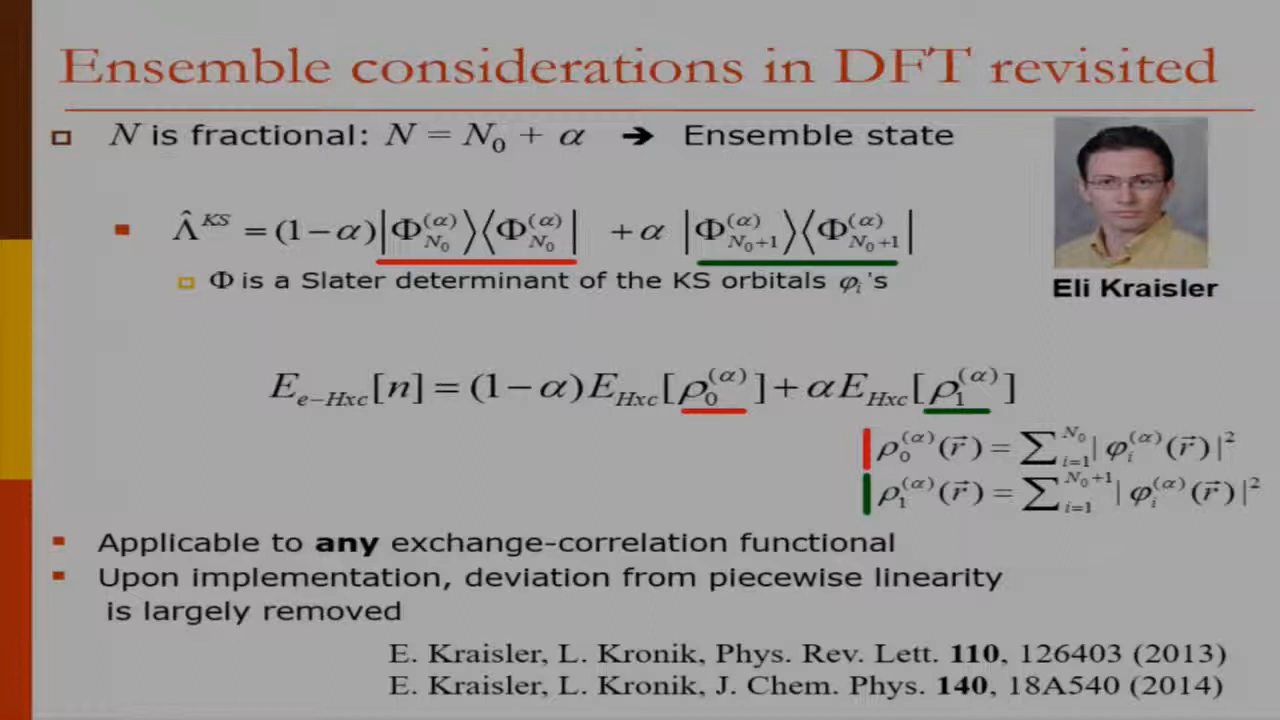 Ensemble considerations in DFT revisited
N is fractional: N = N₀ + α ➔ Ensemble state
Λ̂ᴷˢ = (1−α)|Φ_{N₀}^{(α)}⟩⟨Φ_{N₀}^{(α)}| + α |Φ_{N₀+1}^{(α)}⟩⟨Φ_{N₀+1}^{(α)}|
Φ is a Slater determinant of the KS orbitals φᵢ's
Eli Kraisler
E_{e−Hxc}[n] = (1−α)E_{Hxc}[ρ₀^{(α)}] + αE_{Hxc}[ρ₁^{(α)}]
ρ₀^{(α)}(r⃗) = ∑_{i=1}^{N₀} | φᵢ^{(α)}(r⃗) |²
ρ₁^{(α)}(r⃗) = ∑_{i=1}^{N₀+1} | φᵢ^{(α)}(r⃗) |²
Applicable to any exchange-correlation functional
Upon implementation, deviation from piecewise linearity
is largely removed
E. Kraisler, L. Kronik, Phys. Rev. Lett. 110, 126403 (2013)
E. Kraisler, L. Kronik, J. Chem. Phys. 140, 18A540 (2014)